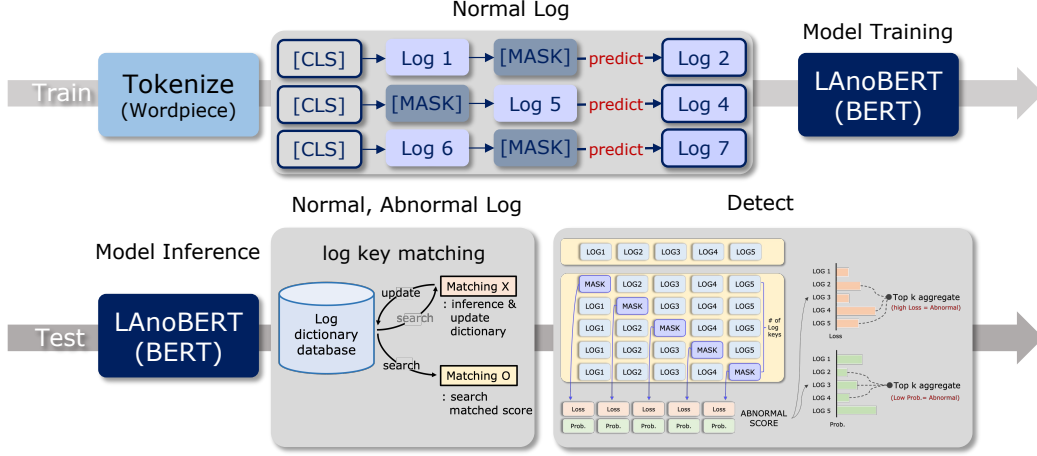 Normal Log
Model Training
Train
Tokenize
(Wordpiece)
[CLS] Log 1 [MASK] predict Log 2
[CLS] [MASK] Log 5 predict Log 4
[CLS] Log 6 [MASK] predict Log 7
LAnoBERT
(BERT)
Normal, Abnormal Log
Detect
Model Inference
Test
LAnoBERT
(BERT)
log key matching
Log
dictionary
database
update
search
search
Matching X
: inference &
update
dictionary
Matching O
: search
matched score
LOG1 LOG2 LOG3 LOG4 LOG5
MASK LOG2 LOG3 LOG4 LOG5
LOG1 MASK LOG3 LOG4 LOG5
LOG1 LOG2 MASK LOG4 LOG5
LOG1 LOG2 LOG3 MASK LOG5
LOG1 LOG2 LOG3 LOG4 MASK
# of
Log
keys
Loss Loss Loss Loss Loss
Prob. Prob. Prob. Prob. Prob.
ABNORMAL
SCORE
LOG 1
LOG 2
LOG 3
LOG 4
LOG 5
Loss
Top k aggregate
(high Loss = Abnormal)
LOG 1
LOG 2
LOG 3
LOG 4
LOG 5
Prob.
Top k aggregate
(Low Prob.= Abnormal)